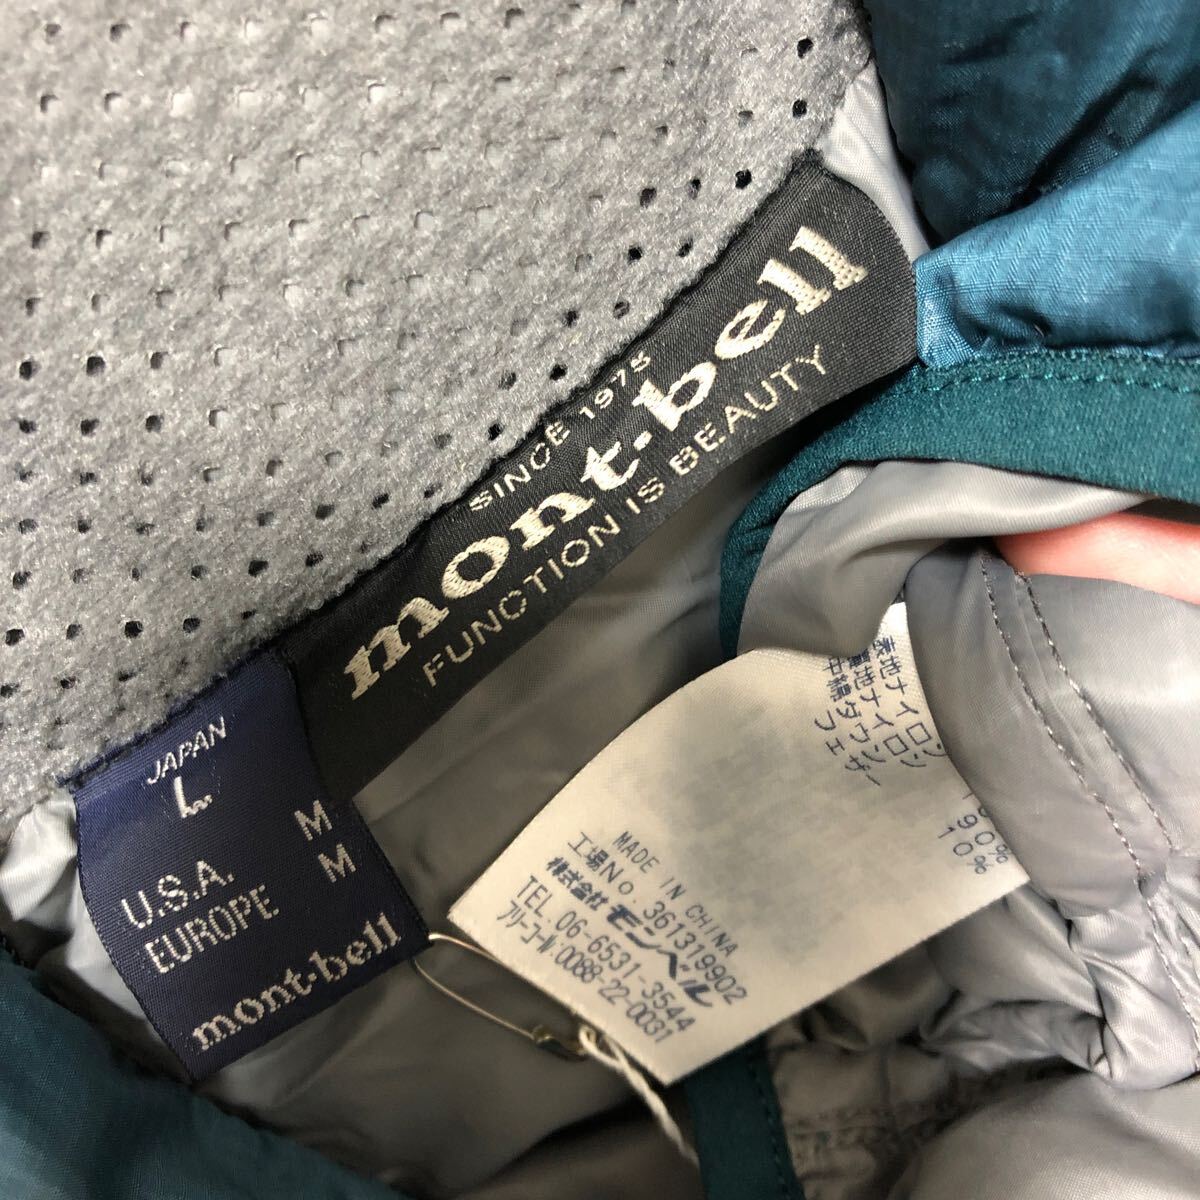 SINCE 1975
mont-bell
FUNCTION IS BEAUTY
JAPAN
L
U.S.A. M
EUROPE M
mont-bell
表地ナイロン
裏地ナイロン
中綿ダウン
フェザー
90%
10%
MADE IN CHINA
工場No. 361319902
株式会社モンベル
TEL. 06-6531-3544
フリーコール:0088-22-0031